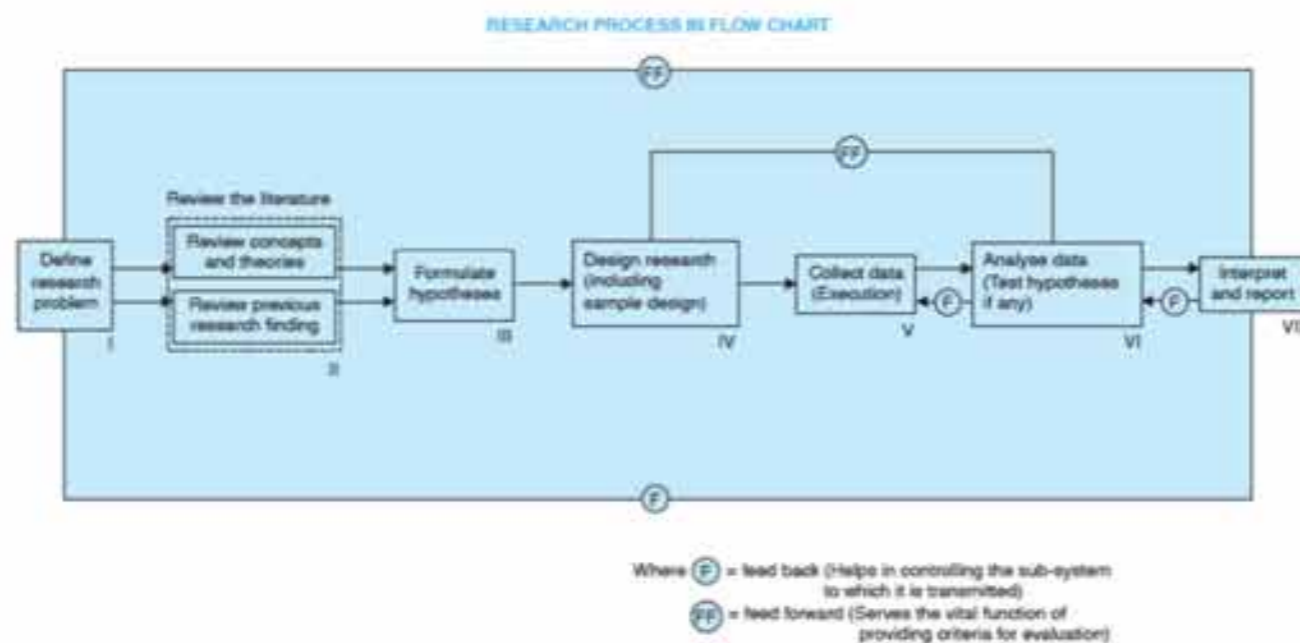 RESEARCH PROCESS IN FLOW CHART
FF
FF
Review the literature
Define
research
problem
I
Review concepts
and theories
Review previous
research finding
II
Formulate
hypotheses
III
Design research
(including
sample design)
IV
Collect data
(Execution)
V
F
Analyse data
(Test hypotheses
if any)
VI
F
Interpret
and report
VII
F
Where F = feed back (Helps in controlling the sub-system
to which it is transmitted)
FF = feed forward (Serves the vital function of
providing criteria for evaluation)